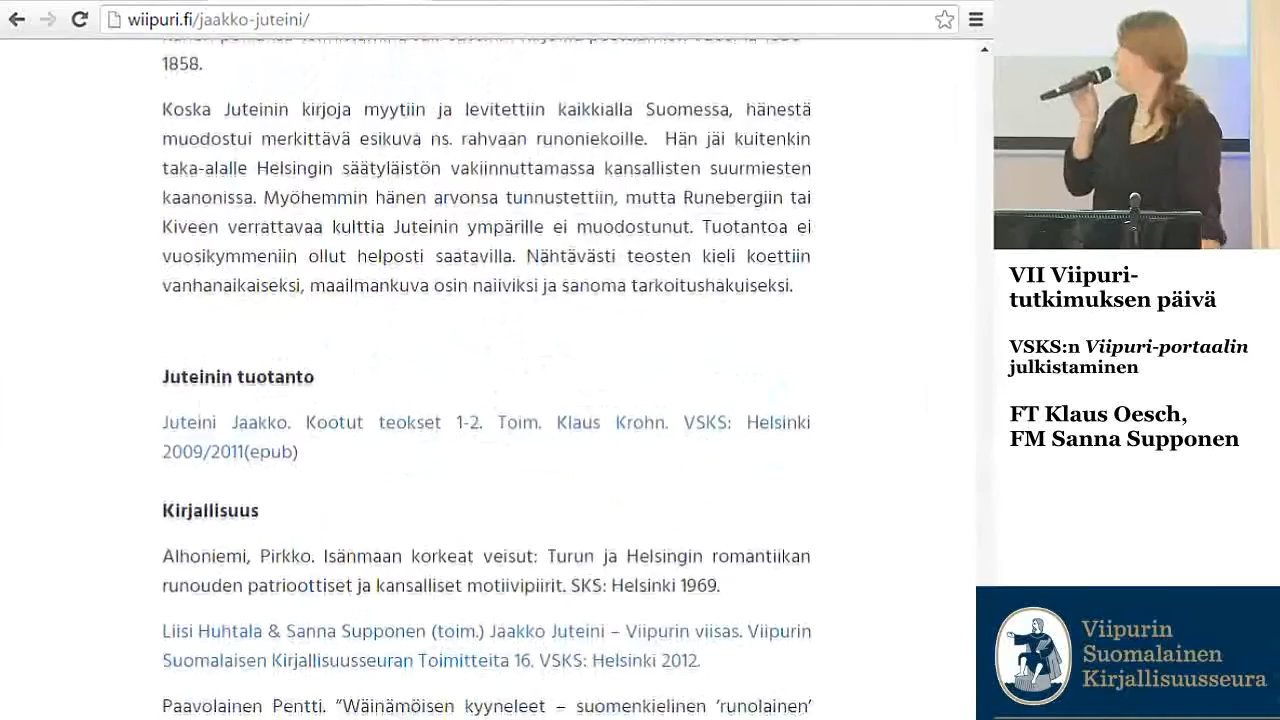 wiipuri.fi/jaakko-juteini/
1858.
Koska Juteinin kirjoja myytiin ja levitettiin kaikkialla Suomessa, hänestä
muodostui merkittävä esikuva ns. rahvaan runoniekoille. Hän jäi kuitenkin
taka-alalle Helsingin säätyläistön vakiinnuttamassa kansallisten suurmiesten
kaanonissa. Myöhemmin hänen arvonsa tunnustettiin, mutta Runebergiin tai
Kiveen verrattavaa kulttia Juteinin ympärille ei muodostunut. Tuotantoa ei
vuosikymmeniin ollut helposti saatavilla. Nähtävästi teosten kieli koettiin
vanhanaikaiseksi, maailmankuva osin naiiviksi ja sanoma tarkoitushakuiseksi.
Juteinin tuotanto
Juteini Jaakko. Kootut teokset 1-2. Toim. Klaus Krohn. VSKS: Helsinki
2009/2011(epub)
Kirjallisuus
Alhoniemi, Pirkko. Isänmaan korkeat veisut: Turun ja Helsingin romantiikan
runouden patrioottiset ja kansalliset motiivipiirit. SKS: Helsinki 1969.
Liisi Huhtala & Sanna Supponen (toim.) Jaakko Juteini – Viipurin viisas. Viipurin
Suomalaisen Kirjallisuusseuran Toimitteita 16. VSKS: Helsinki 2012.
Paavolainen Pentti. ”Wäinämöisen kyyneleet – suomenkielinen ’runolainen’
VII Viipuri-
tutkimuksen päivä
VSKS:n Viipuri-portaalin
julkistaminen
FT Klaus Oesch,
FM Sanna Supponen
Viipurin
Suomalainen
Kirjallisuusseura